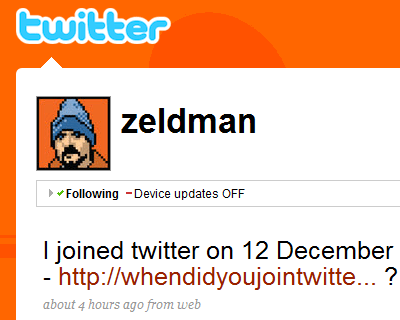 twitter
zeldman
Following Device updates OFF
I joined twitter on 12 December
- http://whendidyoujointwitte... ?
about 4 hours ago from web